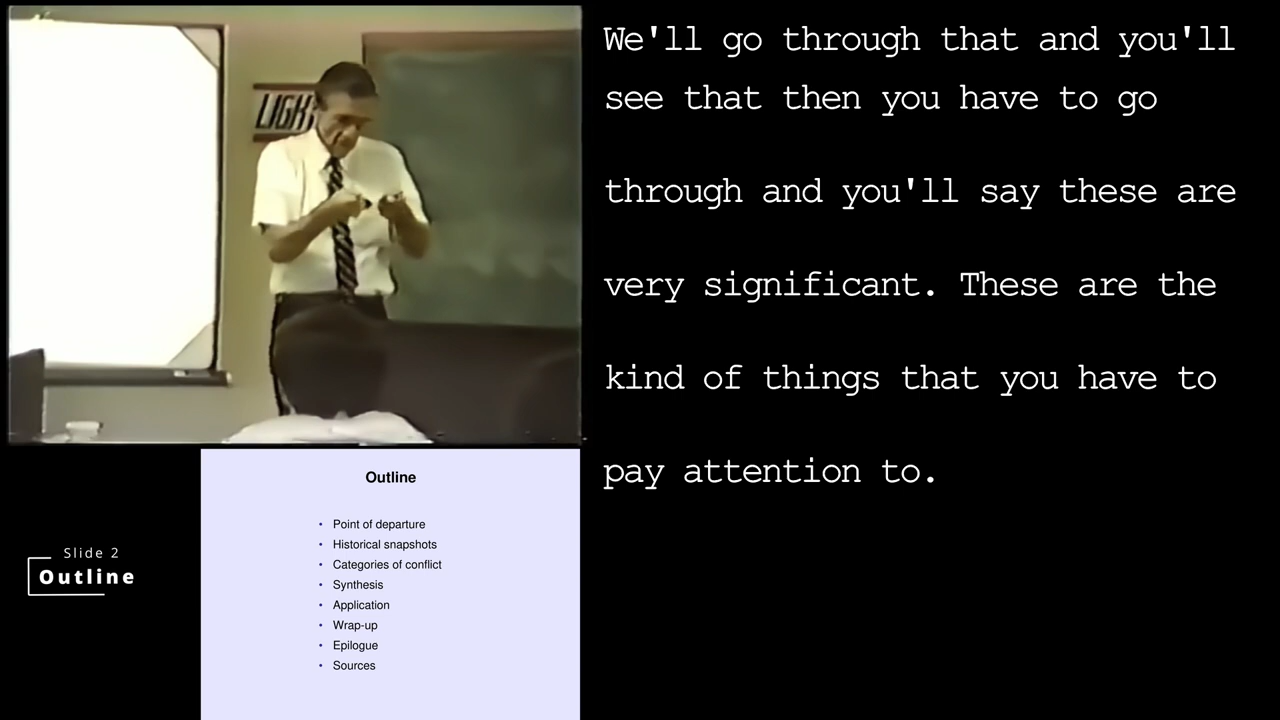 We'll go through that and you'll
see that then you have to go
through and you'll say these are
very significant. These are the
kind of things that you have to
pay attention to.
Slide 2
Outline
Outline
• Point of departure
• Historical snapshots
• Categories of conflict
• Synthesis
• Application
• Wrap-up
• Epilogue
• Sources